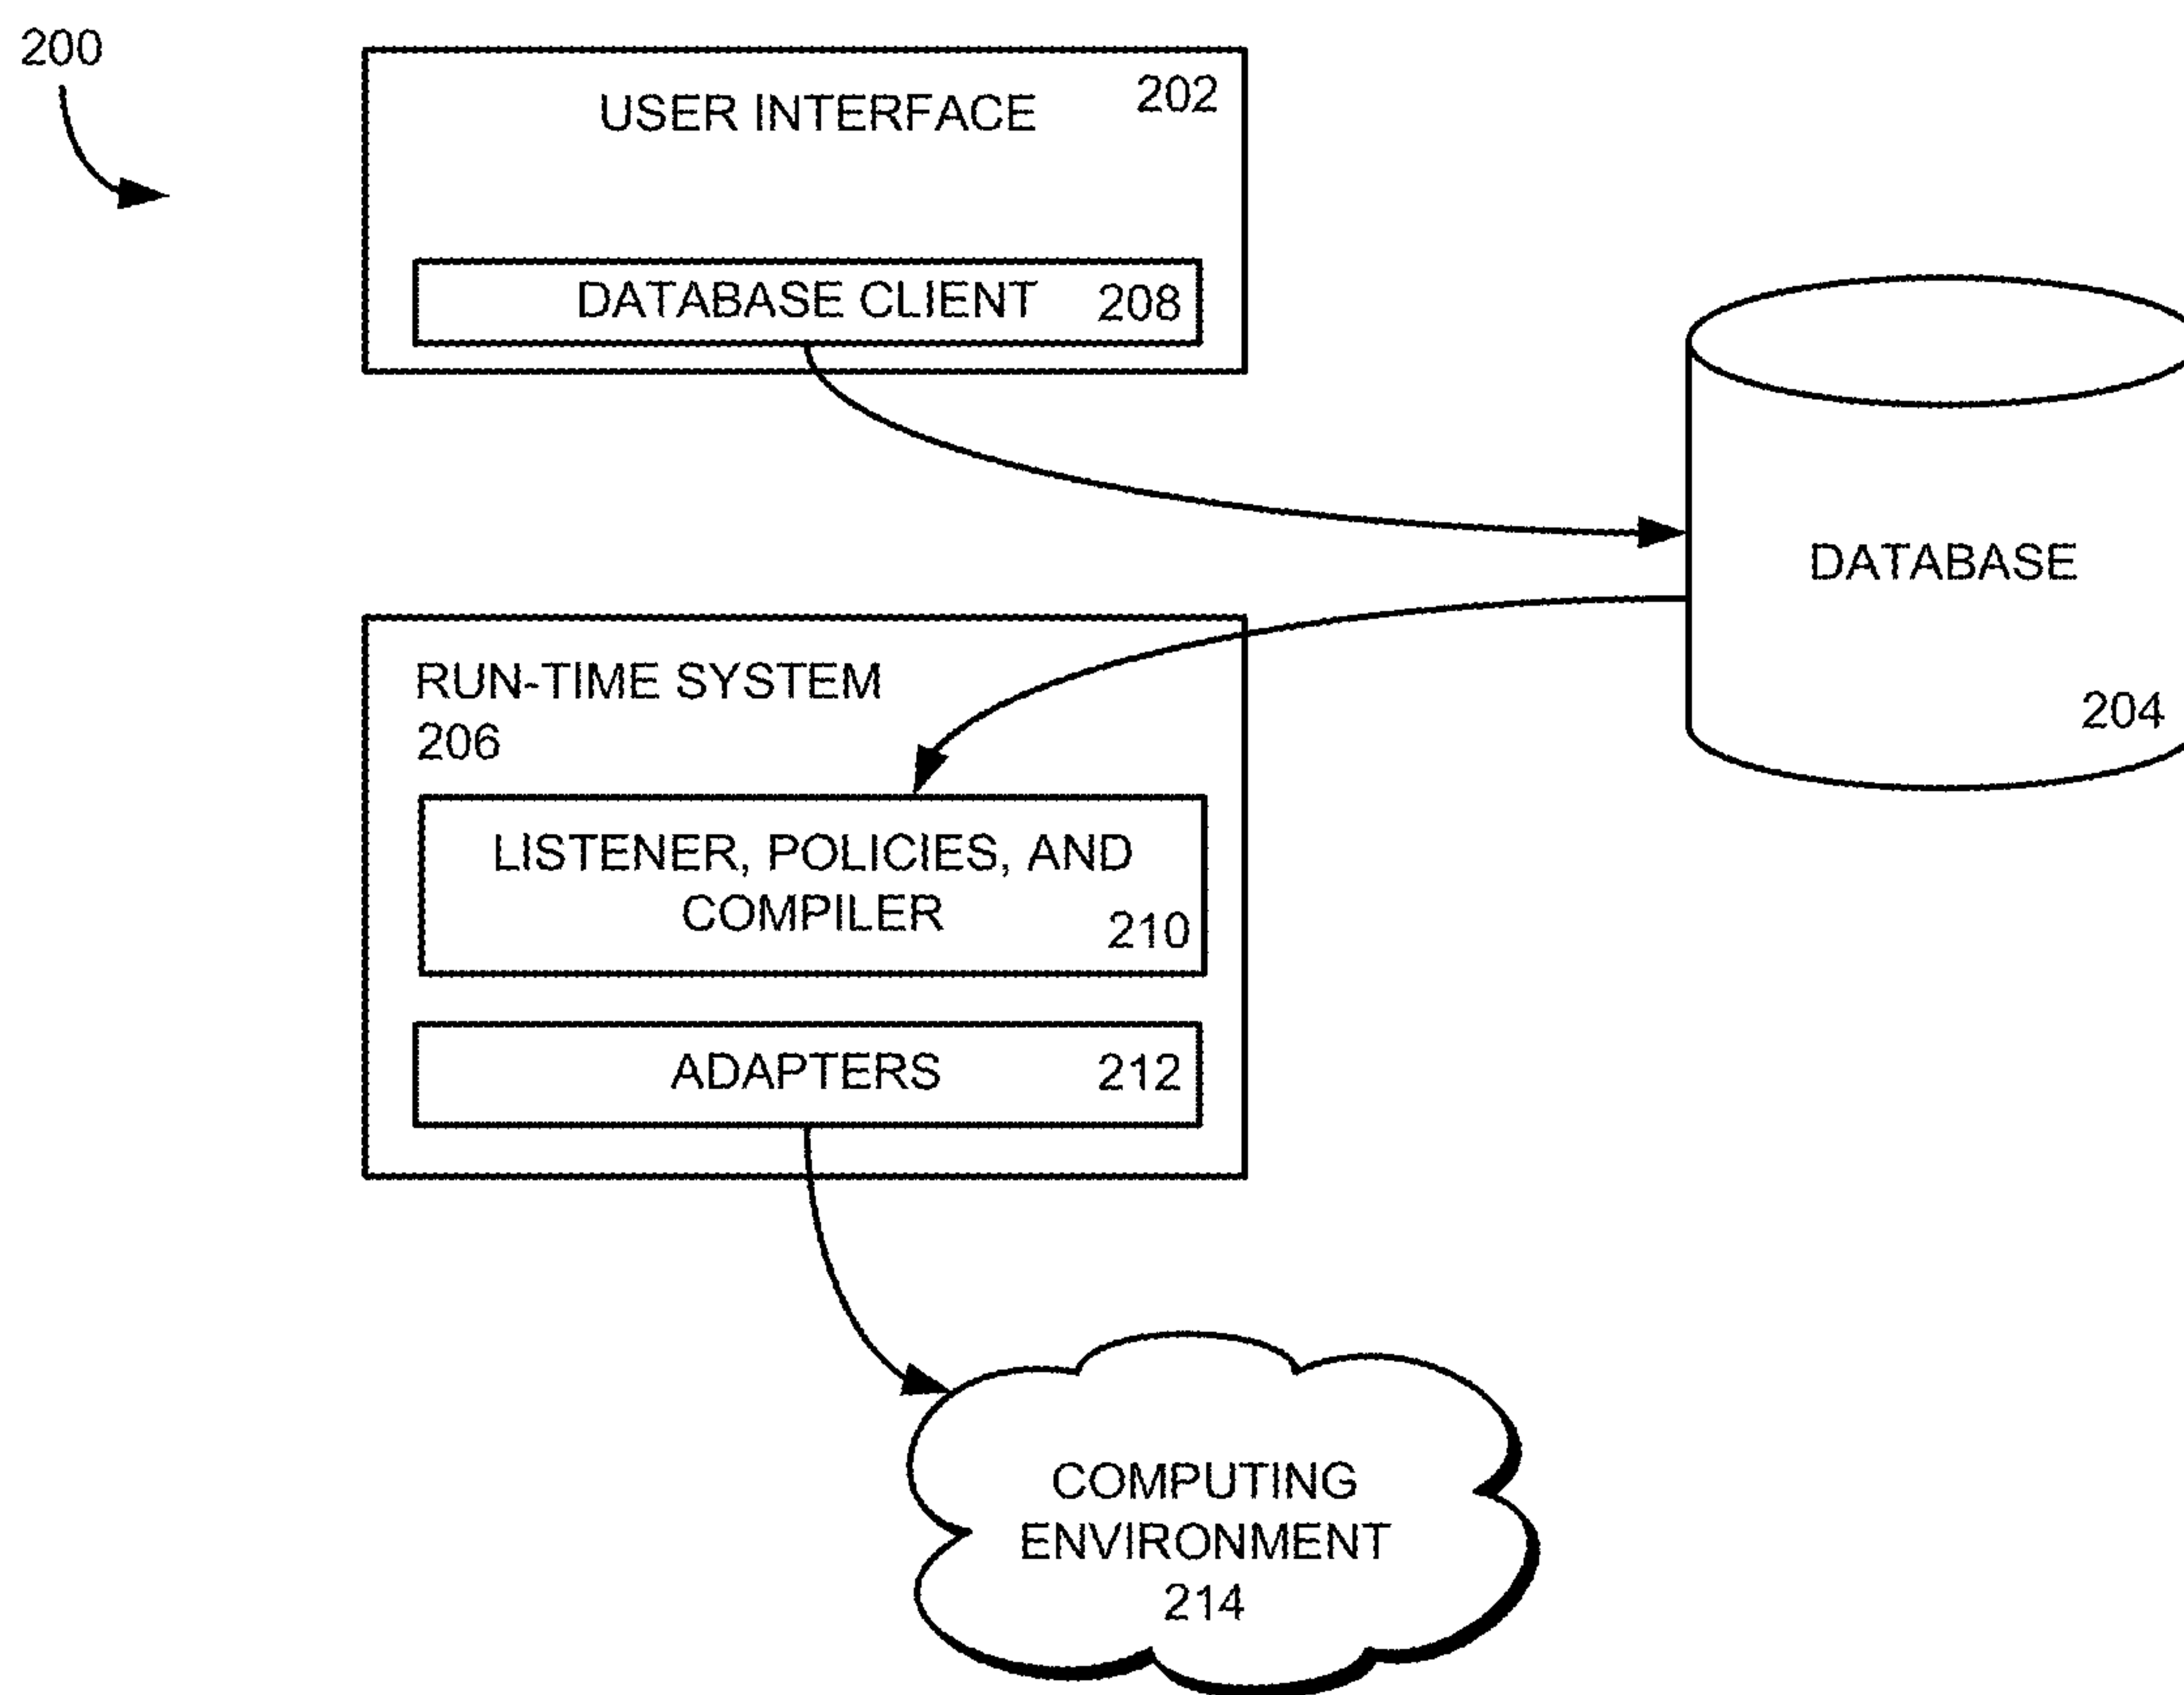 200
USER INTERFACE 202
DATABASE CLIENT 208
DATABASE
204
RUN-TIME SYSTEM
206
LISTENER, POLICIES, AND
COMPILER 210
ADAPTERS 212
COMPUTING
ENVIRONMENT
214